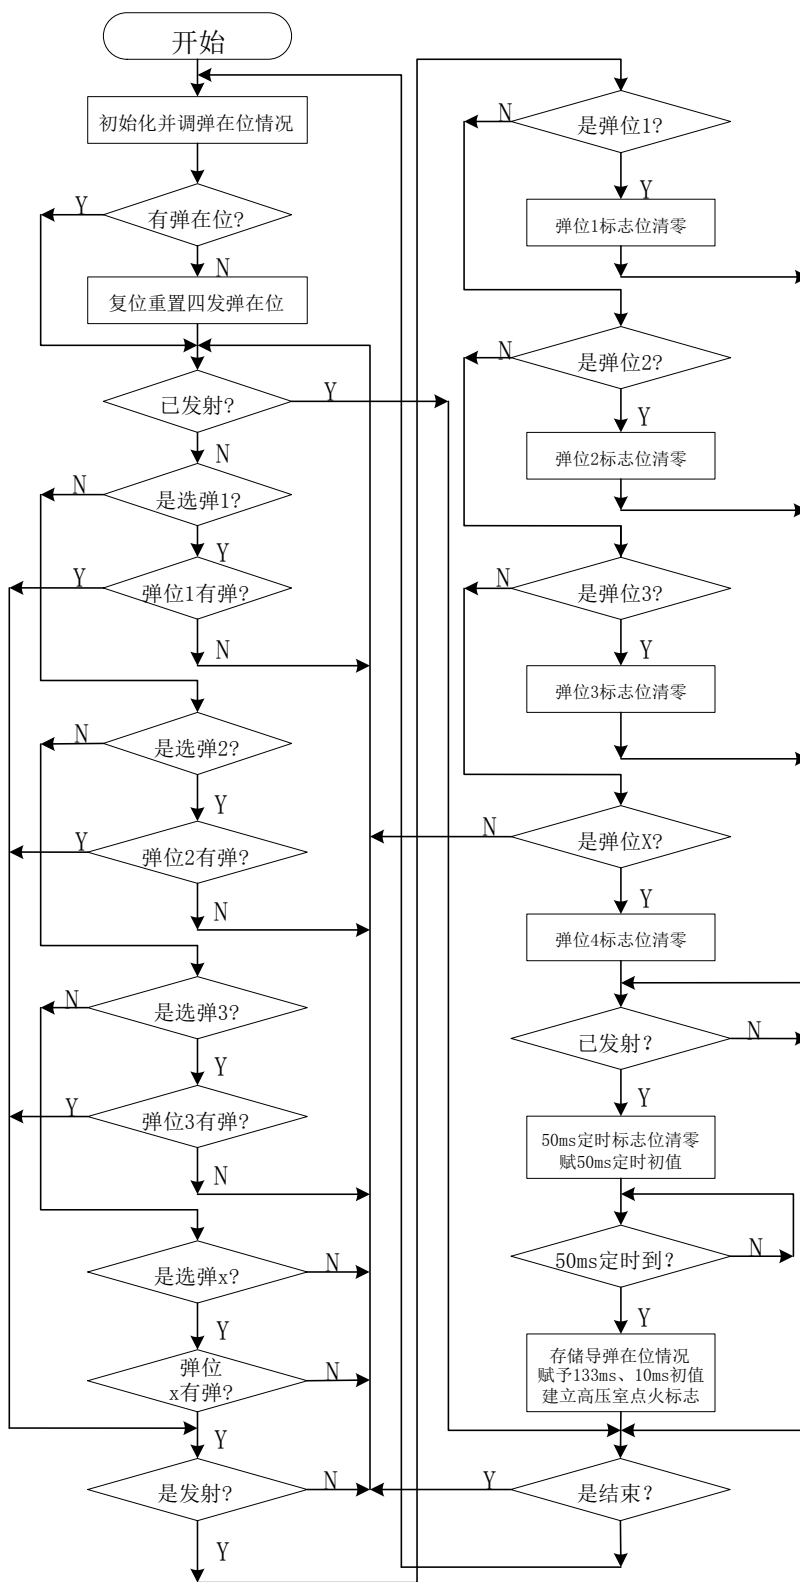 开始
初始化并调弹在位情况
Y
有弹在位?
N
复位重置四发弹在位
已发射?
Y
N
N
是选弹1?
Y
Y
弹位1有弹?
N
N
是选弹2?
Y
Y
弹位2有弹?
N
N
是选弹3?
Y
Y
弹位3有弹?
N
是选弹x?
N
Y
弹位
x有弹?
N
Y
是发射?
N
Y
N
是弹位1?
Y
弹位1标志位清零
N
是弹位2?
Y
弹位2标志位清零
N
是弹位3?
Y
弹位3标志位清零
N
是弹位X?
Y
弹位4标志位清零
已发射?
N
Y
50ms定时标志位清零
赋50ms定时初值
50ms定时到?
N
Y
存储导弹在位情况
赋予133ms、10ms初值
建立高压室点火标志
Y
是结束?